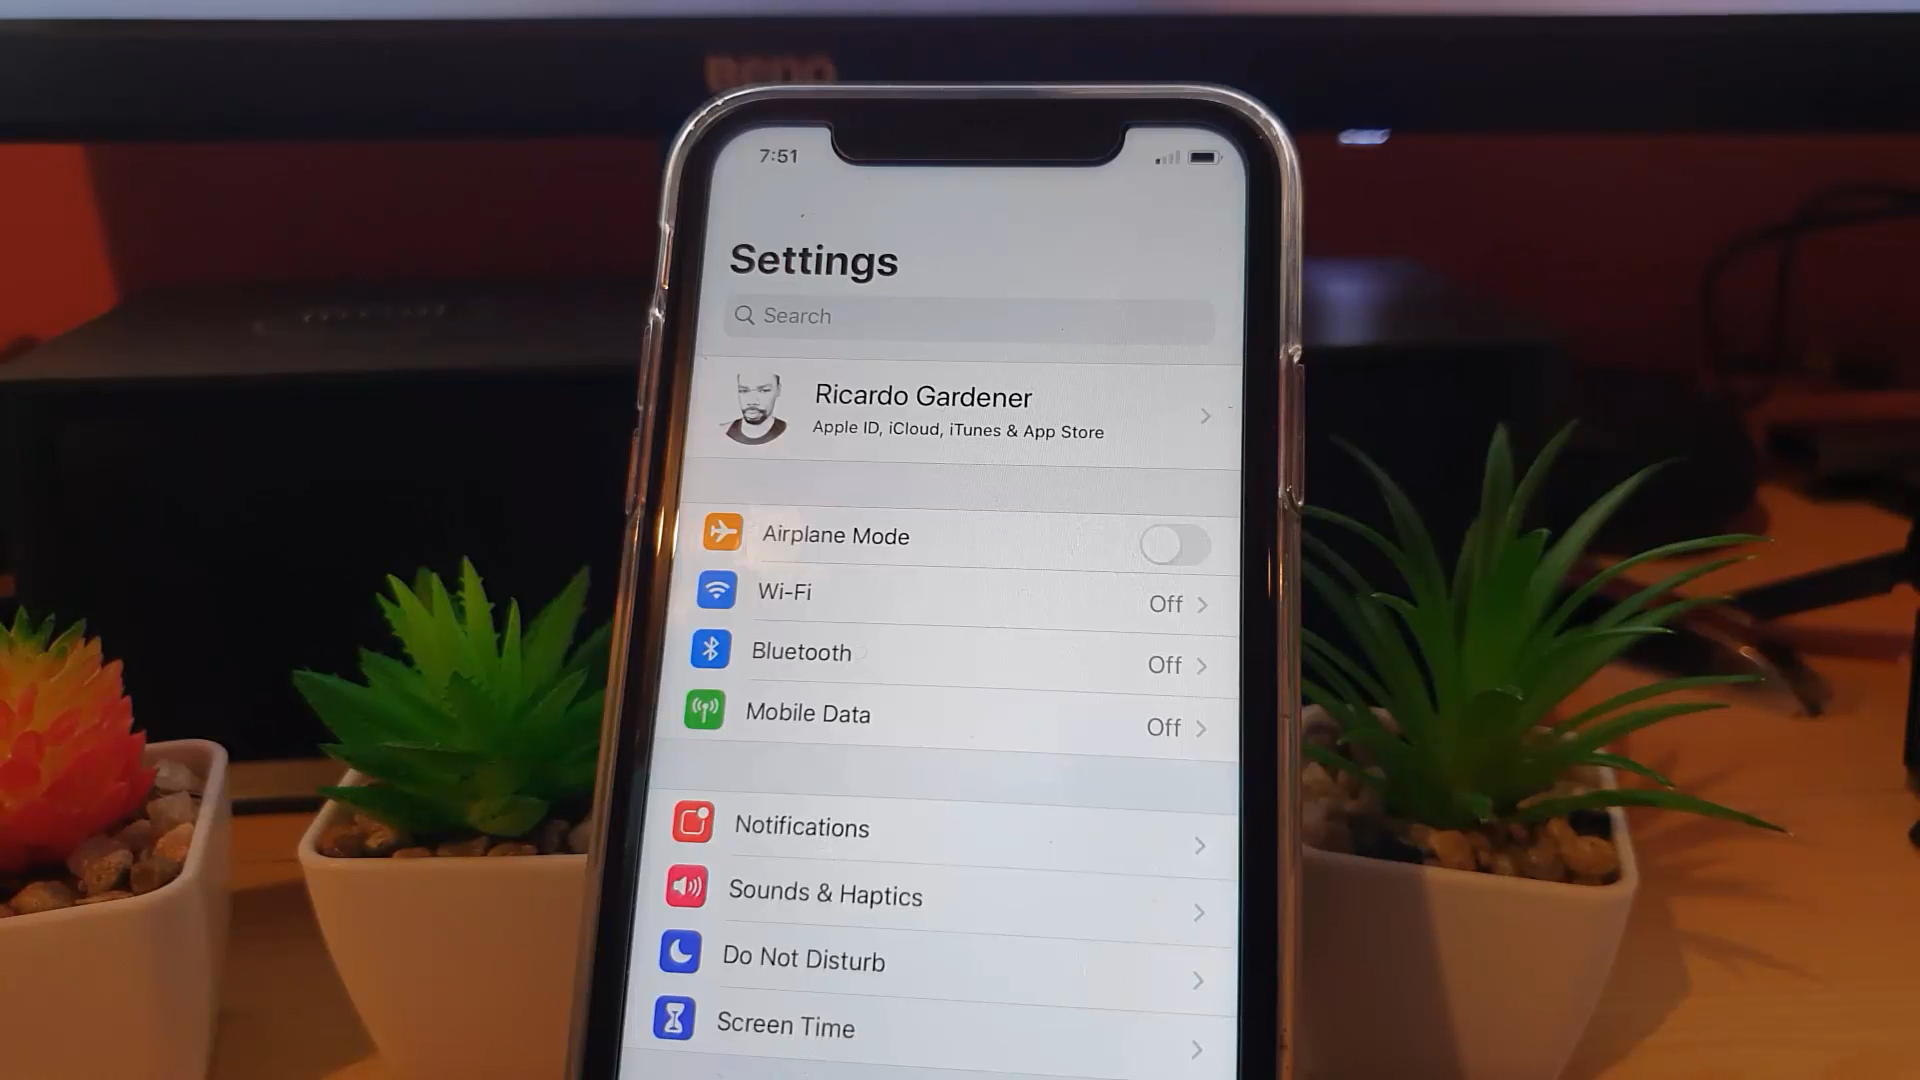 BenQ
7:51
Settings
Search
Ricardo Gardener
Apple ID, iCloud, iTunes & App Store
Airplane Mode
Wi-Fi Off
Bluetooth Off
Mobile Data Off
Notifications
Sounds & Haptics
Do Not Disturb
Screen Time